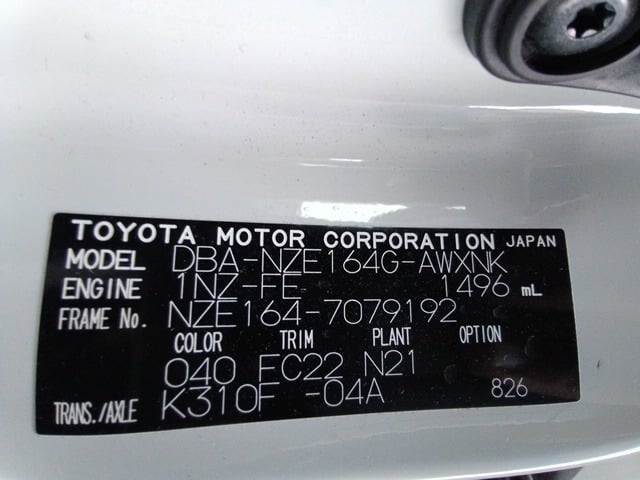 TOYOTA MOTOR CORPORATION JAPAN
MODEL DBA-NZE164G-AWXNK
ENGINE 1NZ-FE 1496 mL
FRAME No. NZE164-7079192
COLOR TRIM PLANT OPTION
040 FC22 N21
TRANS./AXLE K310F -04A 826